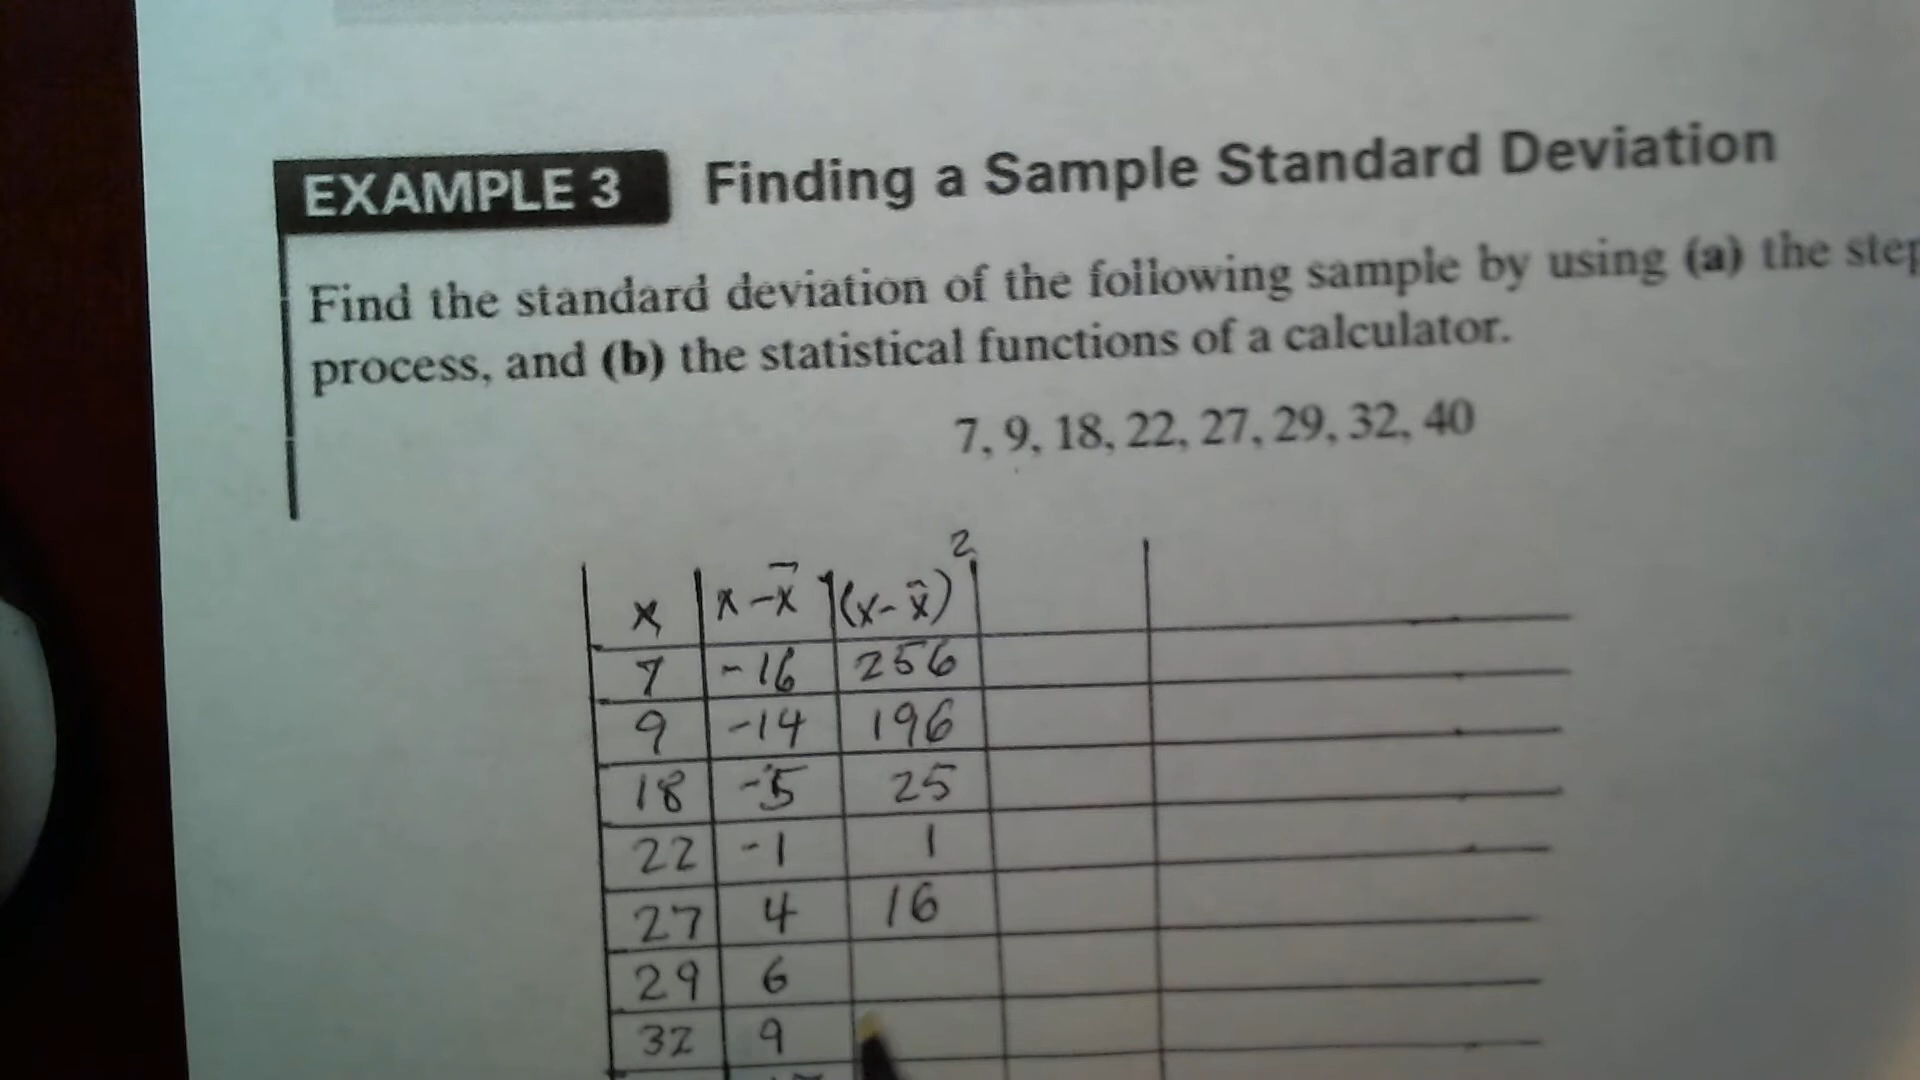 EXAMPLE 3 Finding a Sample Standard Deviation
Find the standard deviation of the following sample by using (a) the step
process, and (b) the statistical functions of a calculator.
7, 9, 18, 22, 27, 29, 32, 40
x x-x̄ (x-x̄)²
7 -16 256
9 -14 196
18 -5 25
22 -1 1
27 4 16
29 6
32 9